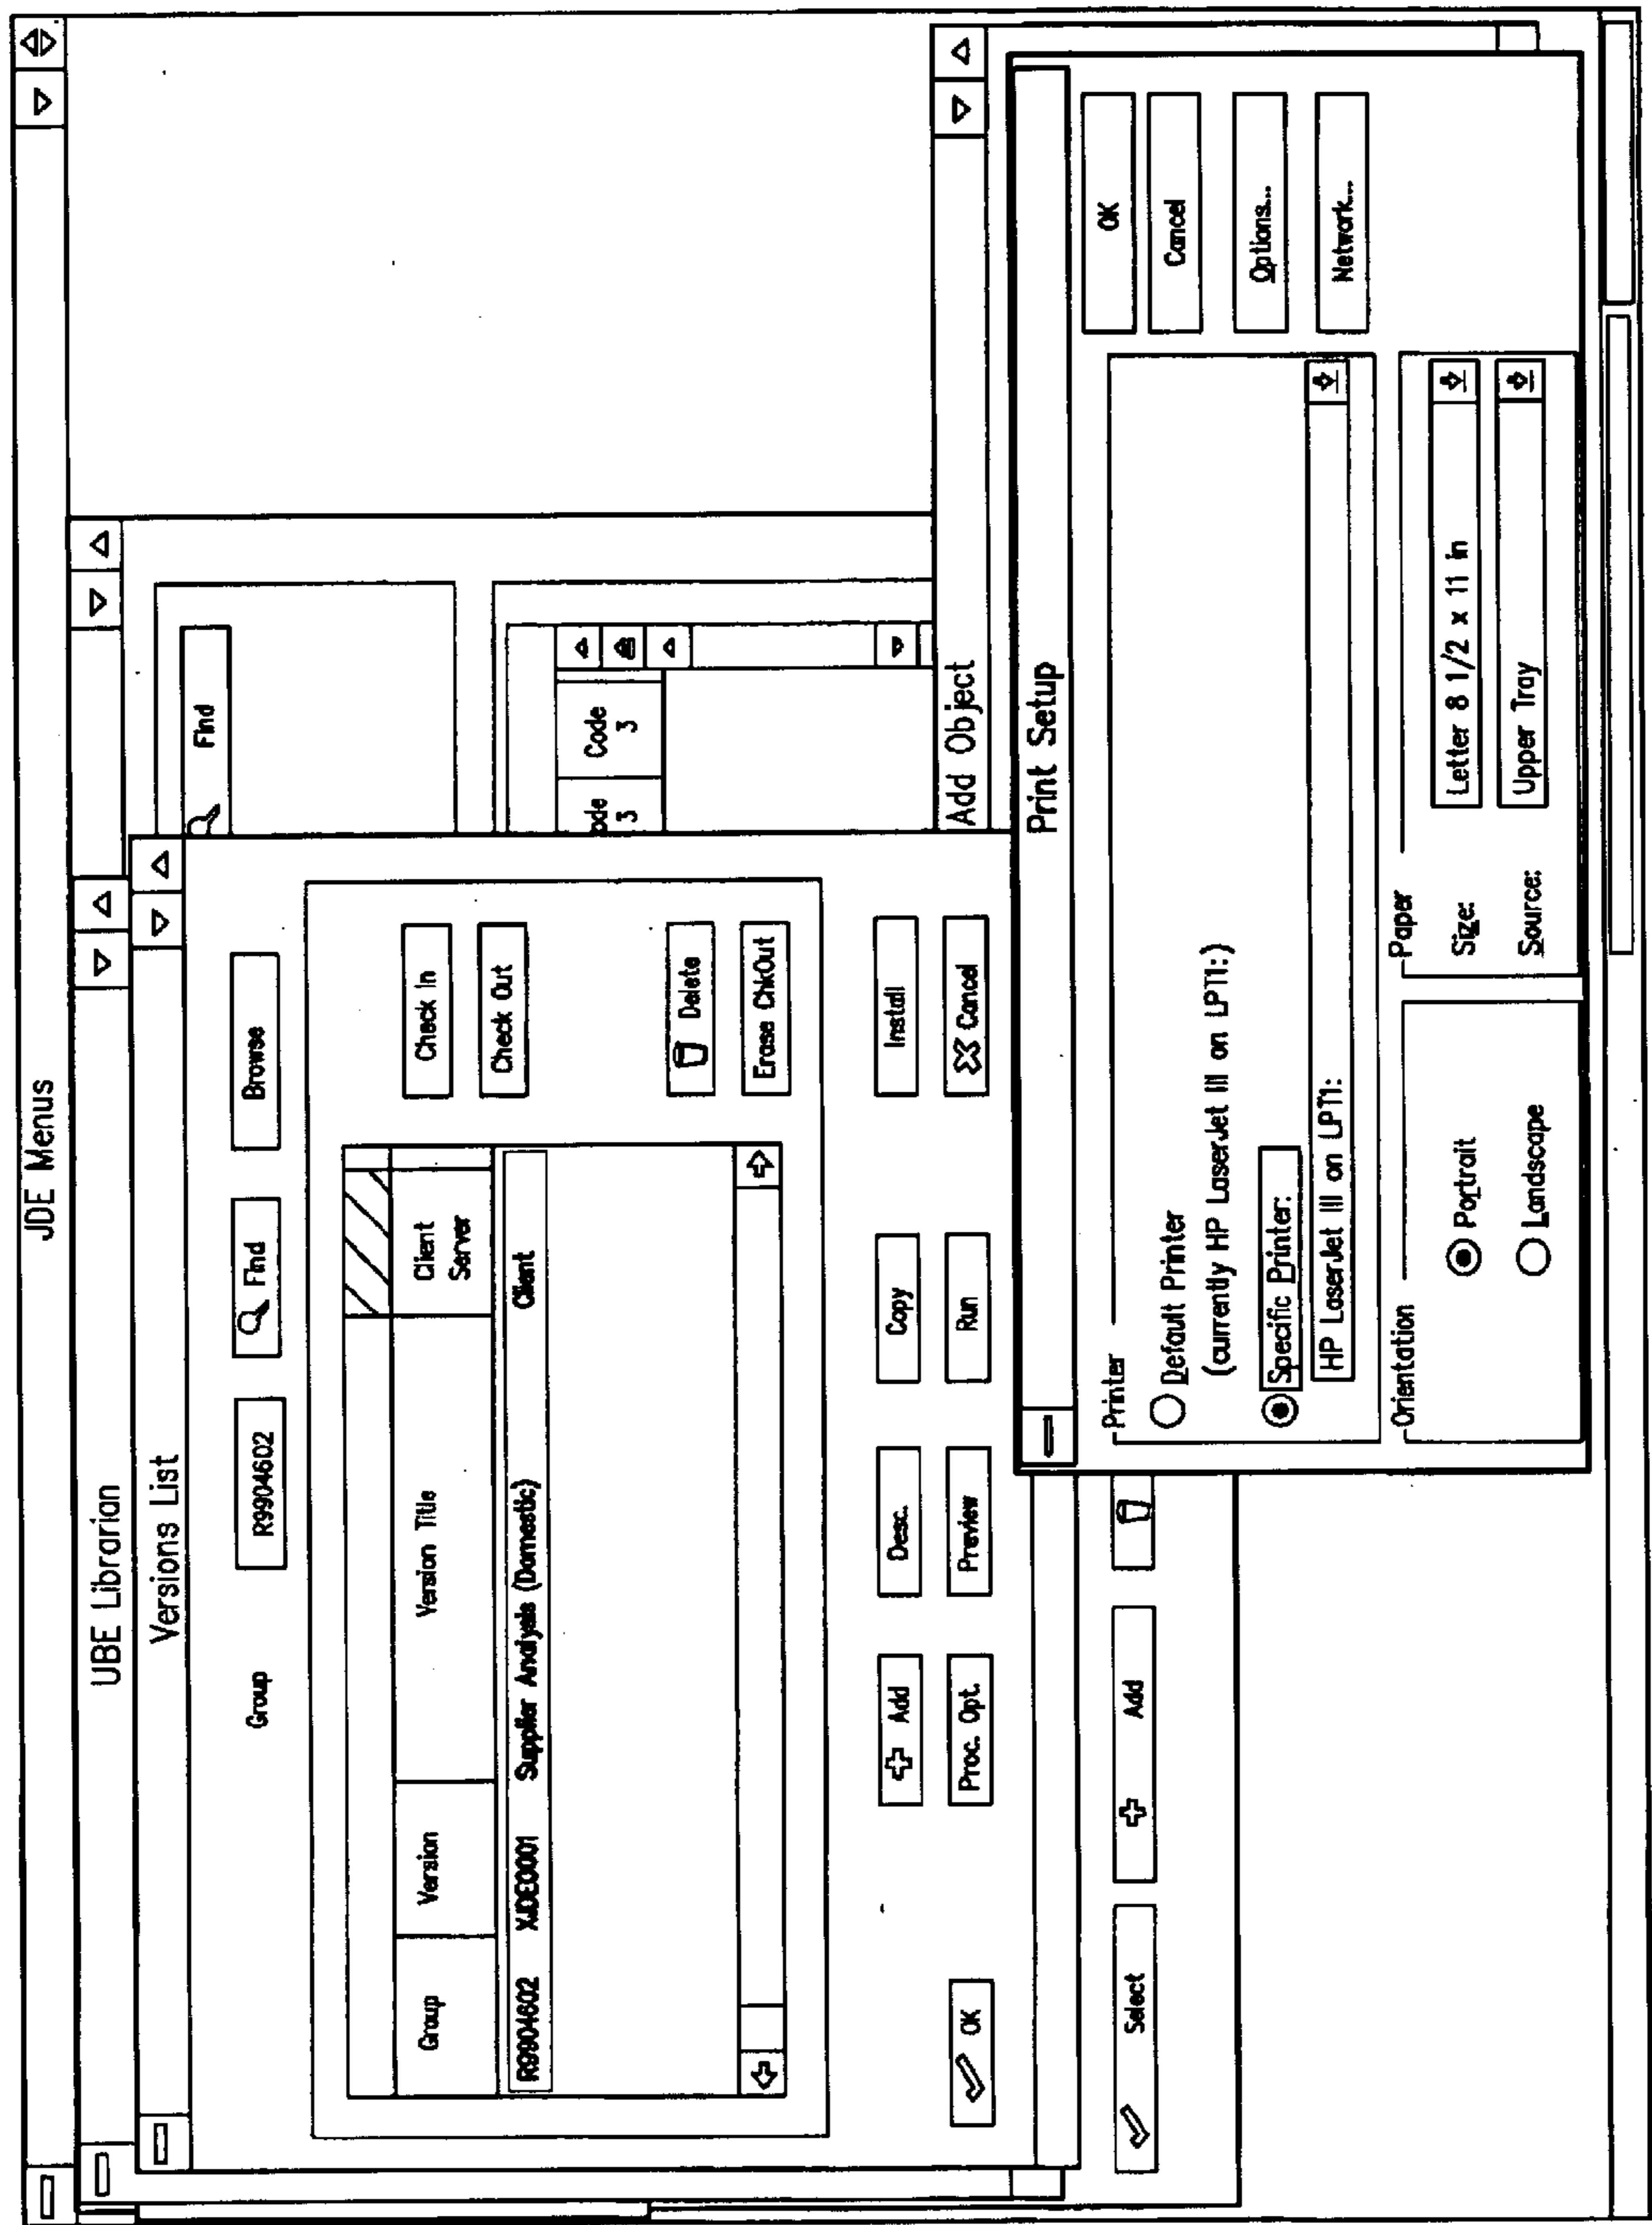 JDE Menus
UBE Librarian
Versions List
Group R9904602 Find Browse
Find
Group Version Version Title Client Server
R9904602 XJDE0001 Supplier Analysis (Domestic) Client
Check In
Check Out
Delete
Erase ChkOut
ode 3 Code 3
Add Desc. Copy Install
OK Proc. Opt. Preview Run Cancel
Add Object
Select Add
Print Setup
Printer
Default Printer
(currently HP LaserJet III on LPT1:)
Specific Printer:
HP LaserJet III on LPT1:
OK
Cancel
Options...
Network...
Orientation
Portrait
Landscape
Paper
Size: Letter 8 1/2 x 11 in
Source: Upper Tray